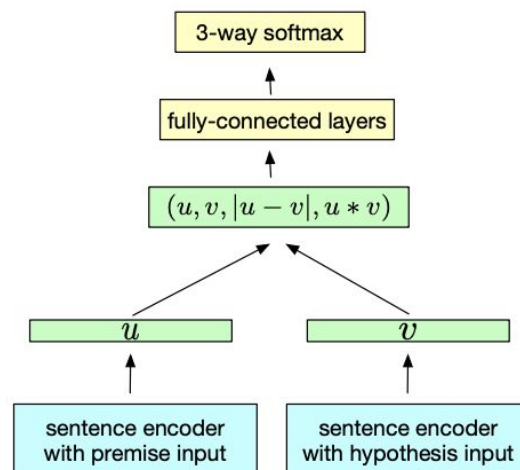 3-way softmax
fully-connected layers
(u, v, |u − v|, u ∗ v)
u
v
sentence encoder
with premise input
sentence encoder
with hypothesis input